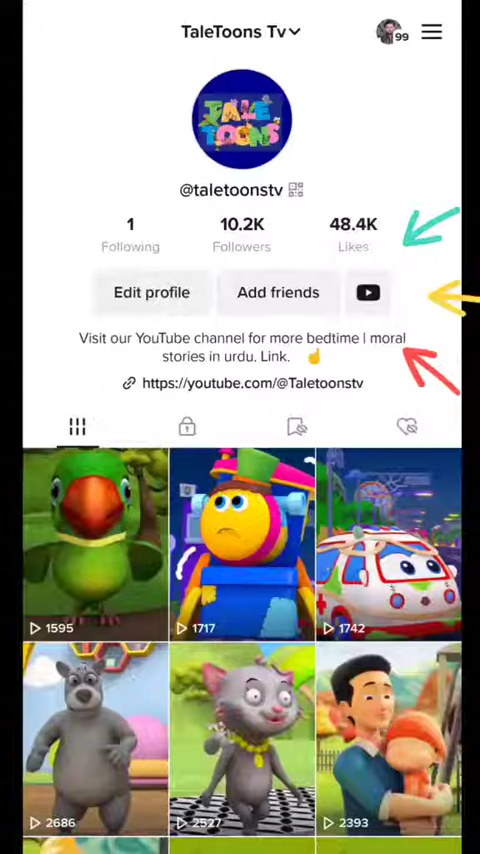 TaleToons Tv
99
TALE
TOONS
@taletoonstv
1 10.2K 48.4K
Following Followers Likes
Edit profile Add friends
Visit our YouTube channel for more bedtime | moral
stories in urdu. Link. ☝
https://youtube.com/@Taletoonstv
1595 1717 1742
2686 2527 2393